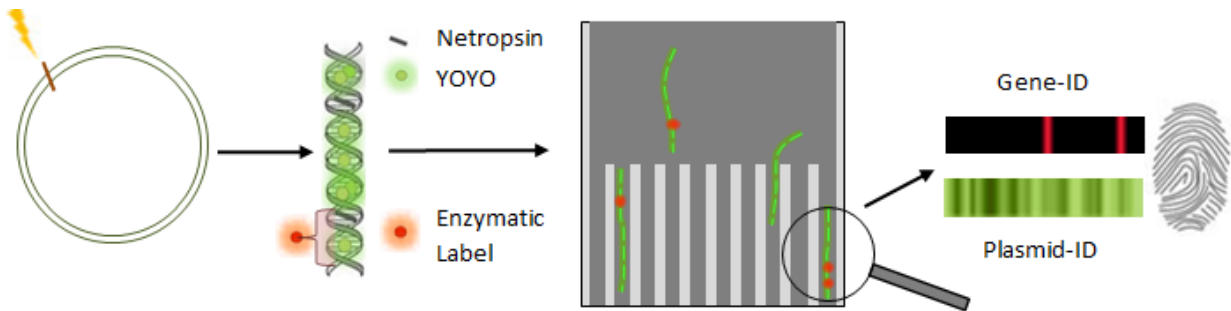 Netropsin
YOYO
Enzymatic
Label
Gene-ID
Plasmid-ID